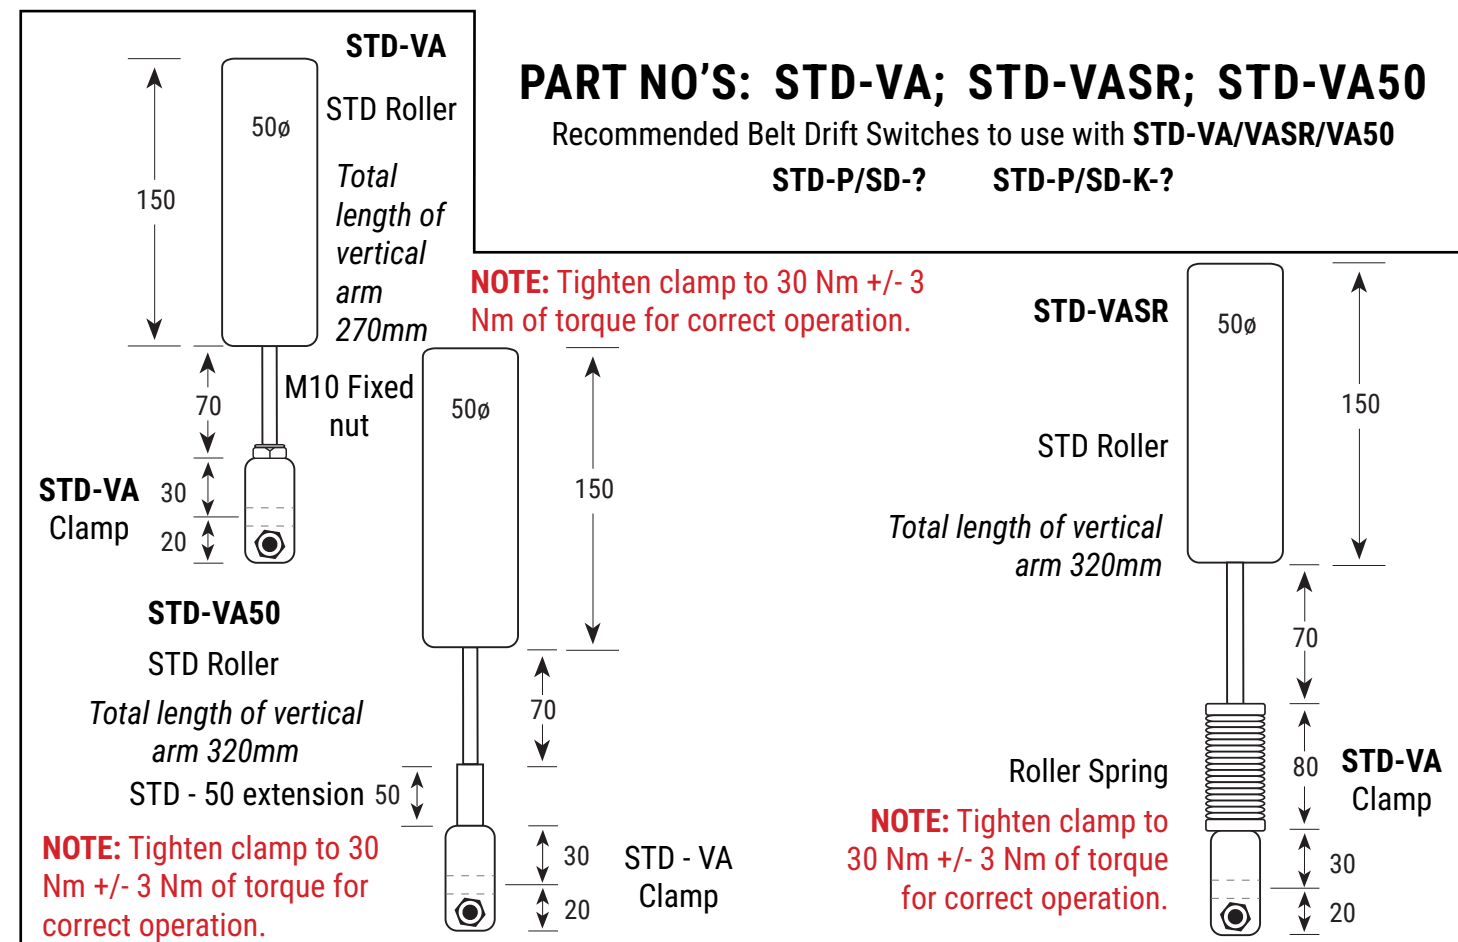 PART NO'S: STD-VA; STD-VASR; STD-VA50
Recommended Belt Drift Switches to use with STD-VA/VASR/VA50
STD-P/SD-? STD-P/SD-K-?
STD-VA
STD Roller
50ø
Total
length of
vertical
arm
270mm
150
70
M10 Fixed
nut
STD-VA
Clamp
30
20
NOTE: Tighten clamp to 30 Nm +/- 3
Nm of torque for correct operation.
STD-VA50
STD Roller
Total length of vertical
arm 320mm
STD - 50 extension
50
50ø
150
70
30
20
STD - VA
Clamp
NOTE: Tighten clamp to 30
Nm +/- 3 Nm of torque for
correct operation.
STD-VASR
50ø
150
STD Roller
Total length of vertical
arm 320mm
70
Roller Spring
80
STD-VA
Clamp
NOTE: Tighten clamp to
30 Nm +/- 3 Nm of torque
for correct operation.
30
20